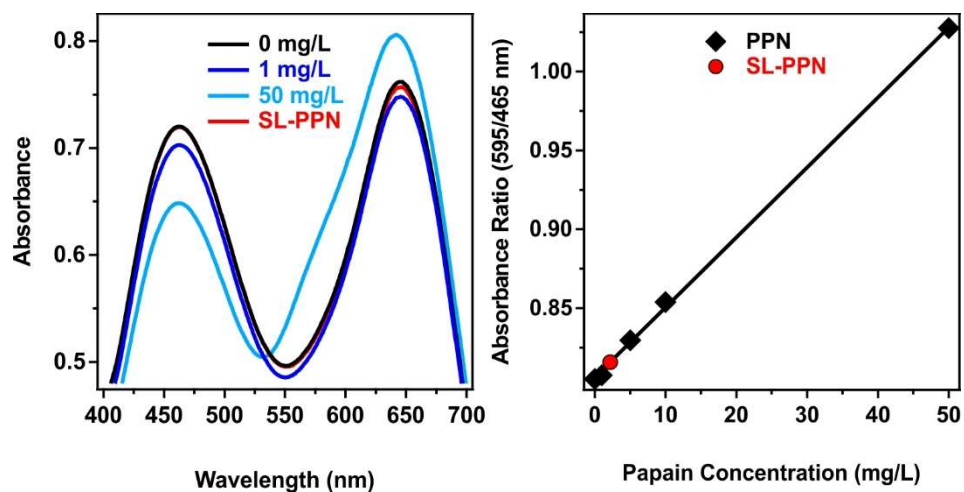 0.8
0.7
0.6
0.5
400 450 500 550 600 650 700
Absorbance
Wavelength (nm)
0 mg/L
1 mg/L
50 mg/L
SL-PPN
1.00
0.95
0.90
0.85
0 10 20 30 40 50
Absorbance Ratio (595/465 nm)
Papain Concentration (mg/L)
PPN
SL-PPN